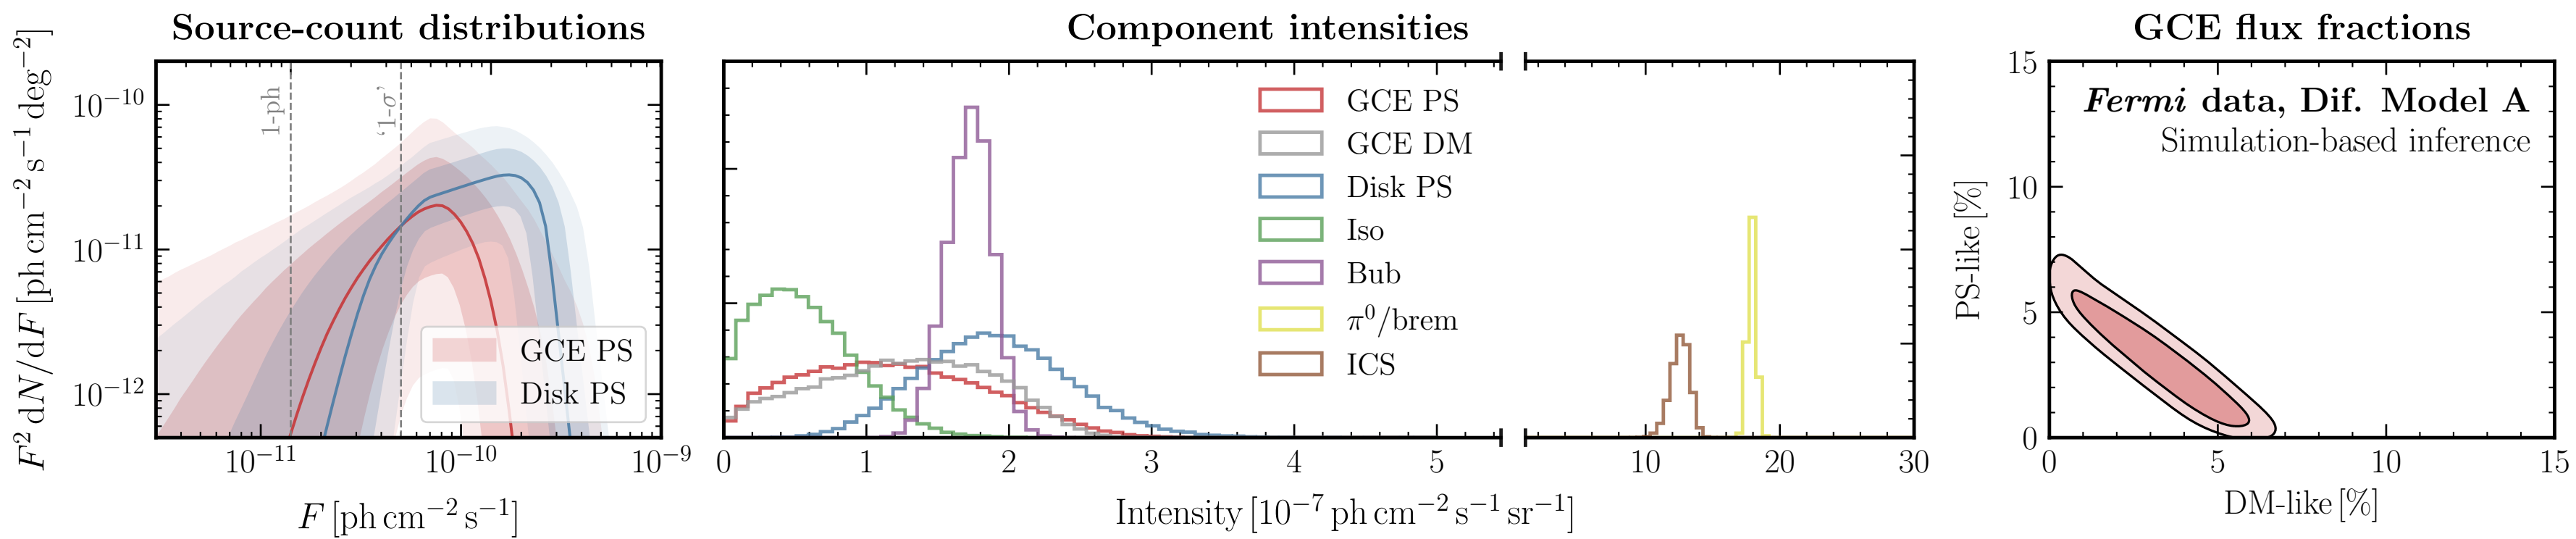 Source-count distributions
F² dN/dF [ph cm⁻² s⁻¹ deg⁻²]
10⁻¹⁰
10⁻¹¹
10⁻¹²
1-ph
‘1-σ’
GCE PS
Disk PS
10⁻¹¹
10⁻¹⁰
10⁻⁹
F [ph cm⁻² s⁻¹]
Component intensities
GCE PS
GCE DM
Disk PS
Iso
Bub
π⁰/brem
ICS
0
1
2
3
4
5
10
20
30
Intensity [10⁻⁷ ph cm⁻² s⁻¹ sr⁻¹]
GCE flux fractions
PS-like [%]
15
10
5
0
Fermi data, Dif. Model A
Simulation-based inference
0
5
10
15
DM-like [%]